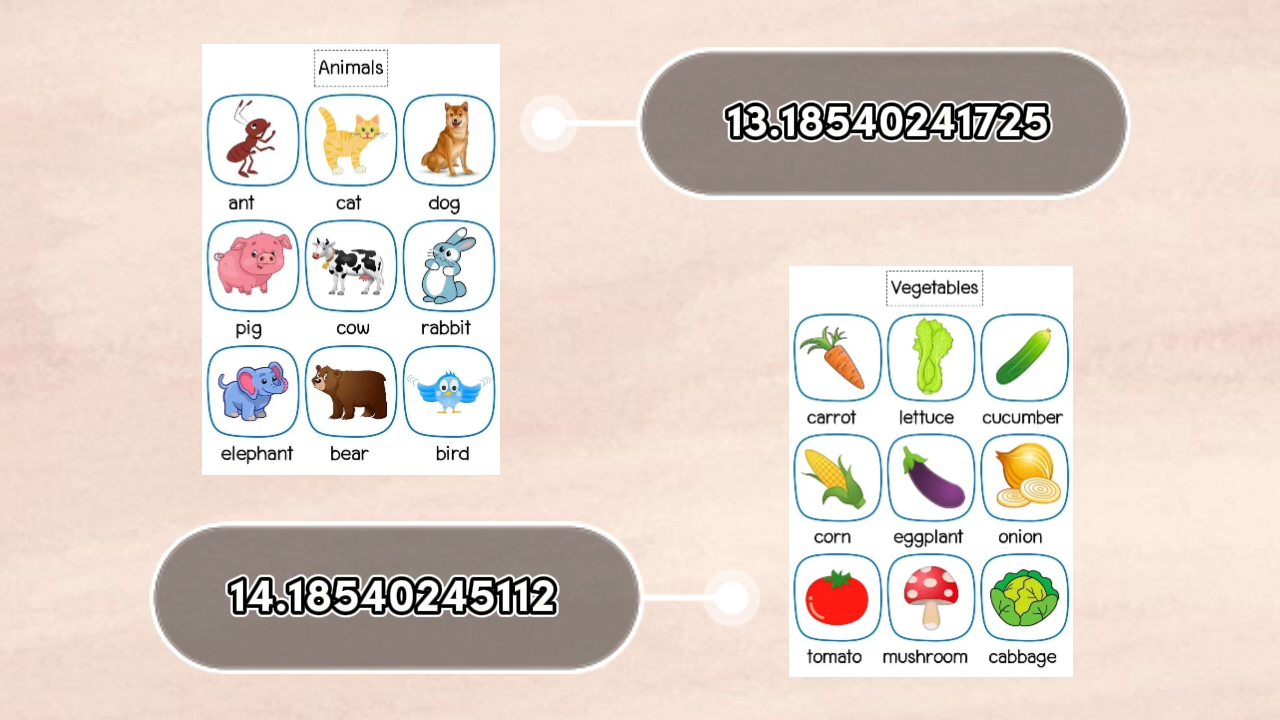 Animals
13.18540241725
ant cat dog
pig cow rabbit
elephant bear bird
Vegetables
carrot lettuce cucumber
corn eggplant onion
tomato mushroom cabbage
14.18540245112